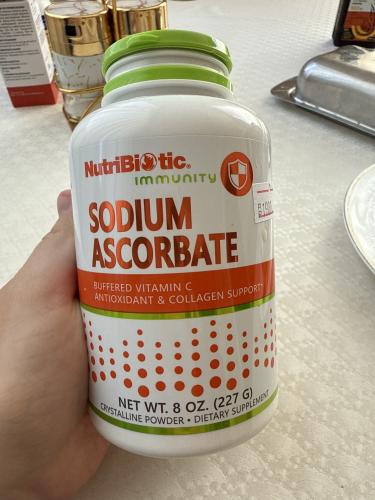 NutriBiotic®
immunity
SODIUM
ASCORBATE
BUFFERED VITAMIN C
ANTIOXIDANT & COLLAGEN SUPPORT*
NET WT. 8 OZ. (227 G)
CRYSTALLINE POWDER • DIETARY SUPPLEMENT